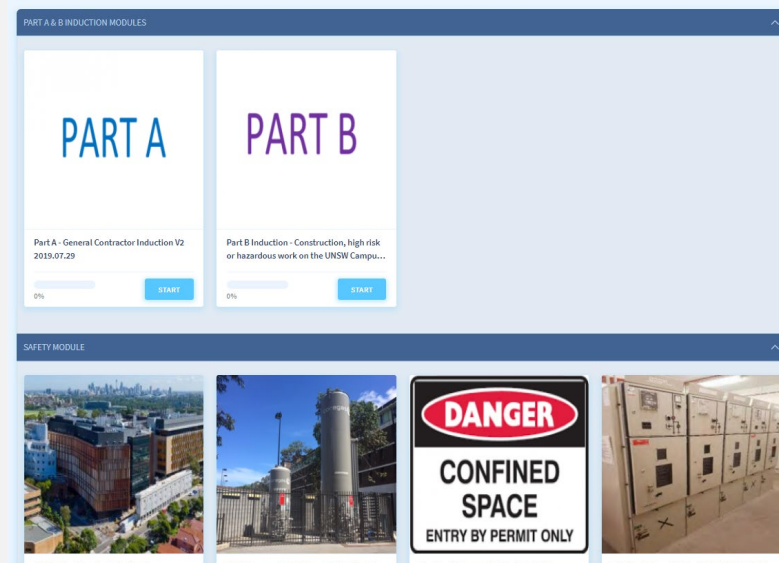 PART A & B INDUCTION MODULES
PART A
PART B
Part A - General Contractor Induction V2
2019.07.29
Part B Induction - Construction, high risk
or hazardous work on the UNSW Campu...
0%
START
0%
START
SAFETY MODULE
DANGER
CONFINED
SPACE
ENTRY BY PERMIT ONLY